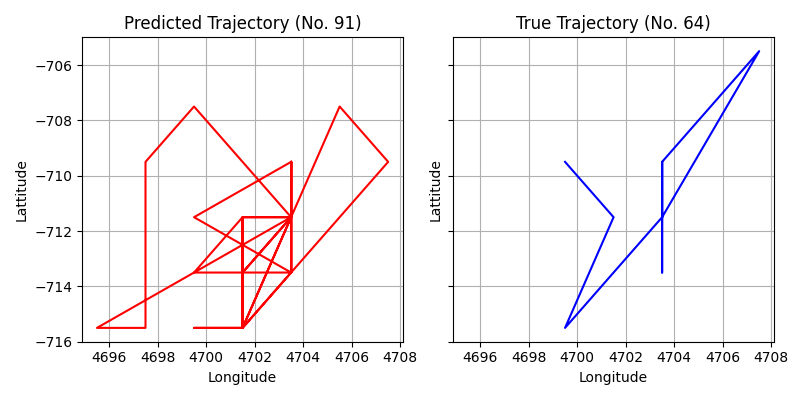 Predicted Trajectory (No. 91)
True Trajectory (No. 64)
−706
−708
−710
−712
−714
−716
Lattitude
Lattitude
4696 4698 4700 4702 4704 4706 4708
4696 4698 4700 4702 4704 4706 4708
Longitude
Longitude